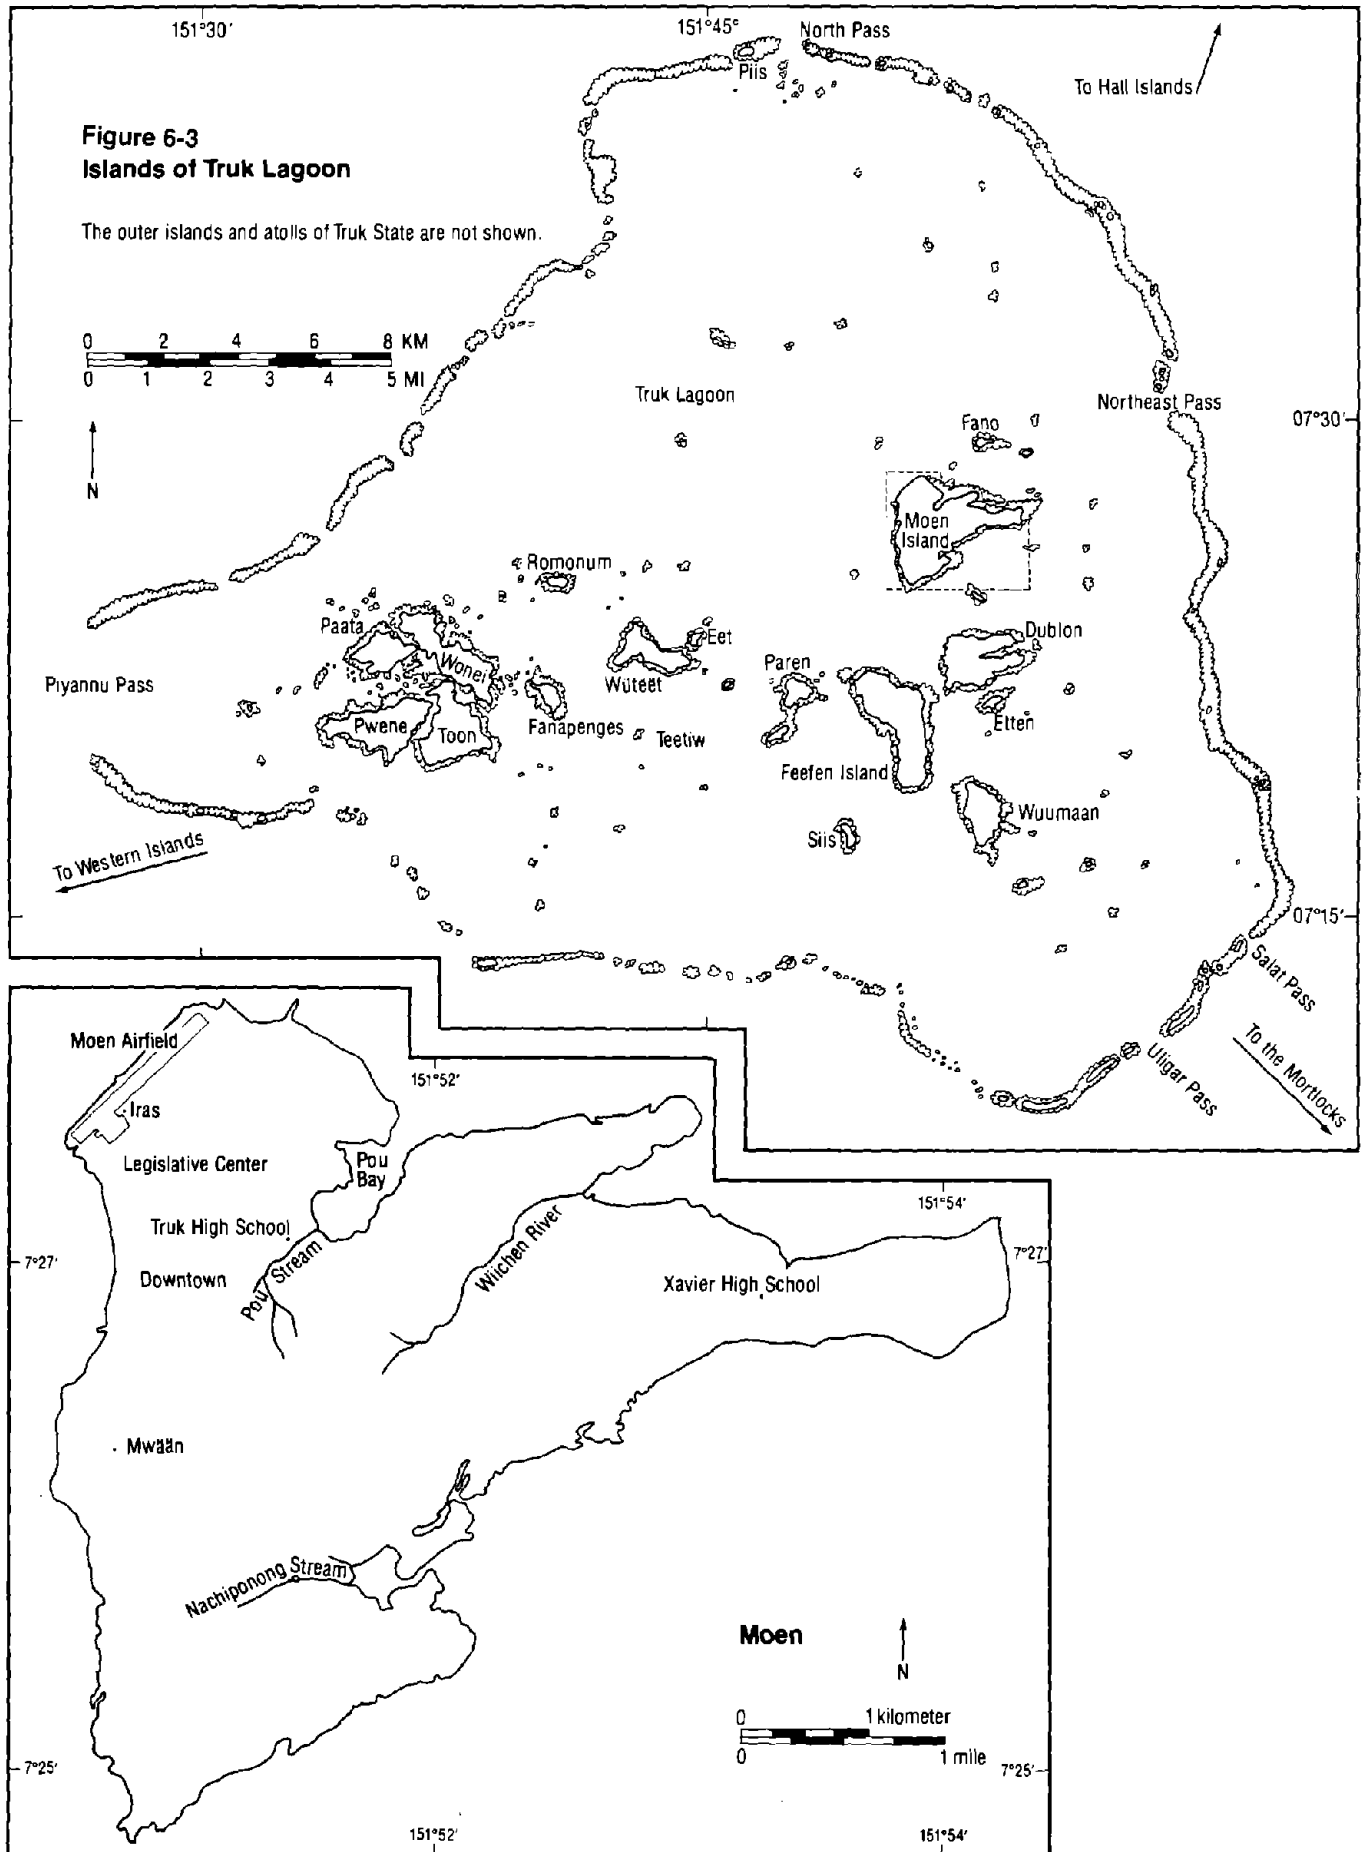 151°30'
151°45°
North Pass
Piis
To Hall Islands
Figure 6-3
Islands of Truk Lagoon
The outer islands and atolls of Truk State are not shown.
0 2 4 6 8 KM
0 1 2 3 4 5 MI
Truk Lagoon
Northeast Pass
07°30'
Fano
N
Moen
Island
Romonum
Paata
Wonei
Eet
Dublon
Paren
Piyannu Pass
Wuteet
Pwene
Toon
Fanapenges
Teetiw
Etten
Feefen Island
Wuumaan
Siis
To Western Islands
07°15'
Salat Pass
Uligar Pass
To the Mortlocks
Moen Airfield
151°52'
Iras
Legislative Center
Pou
Bay
151°54'
Truk High School
Pou Stream
Wiichen River
7°27'
7°27'
Downtown
Xavier High School
Mwään
Nachiponong Stream
Moen
N
0 1 kilometer
0 1 mile
7°25'
7°25'
151°52'
151°54'